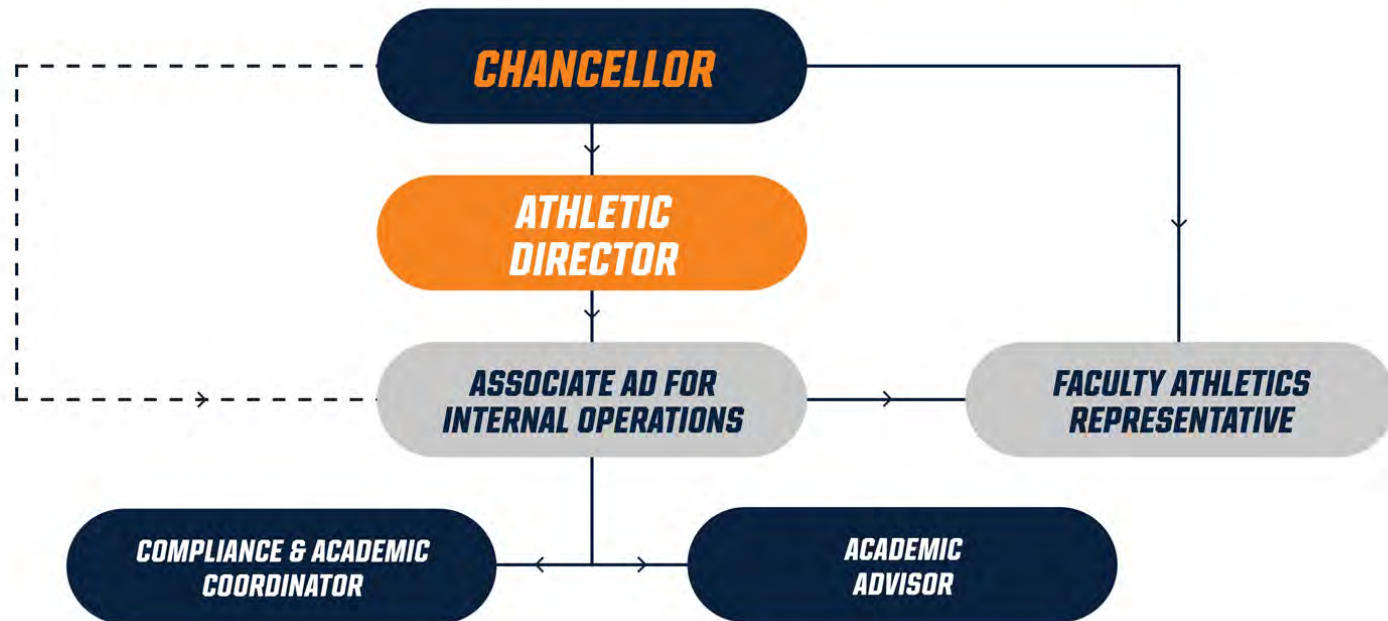 CHANCELLOR
ATHLETIC
DIRECTOR
ASSOCIATE AD FOR
INTERNAL OPERATIONS
FACULTY ATHLETICS
REPRESENTATIVE
COMPLIANCE & ACADEMIC
COORDINATOR
ACADEMIC
ADVISOR